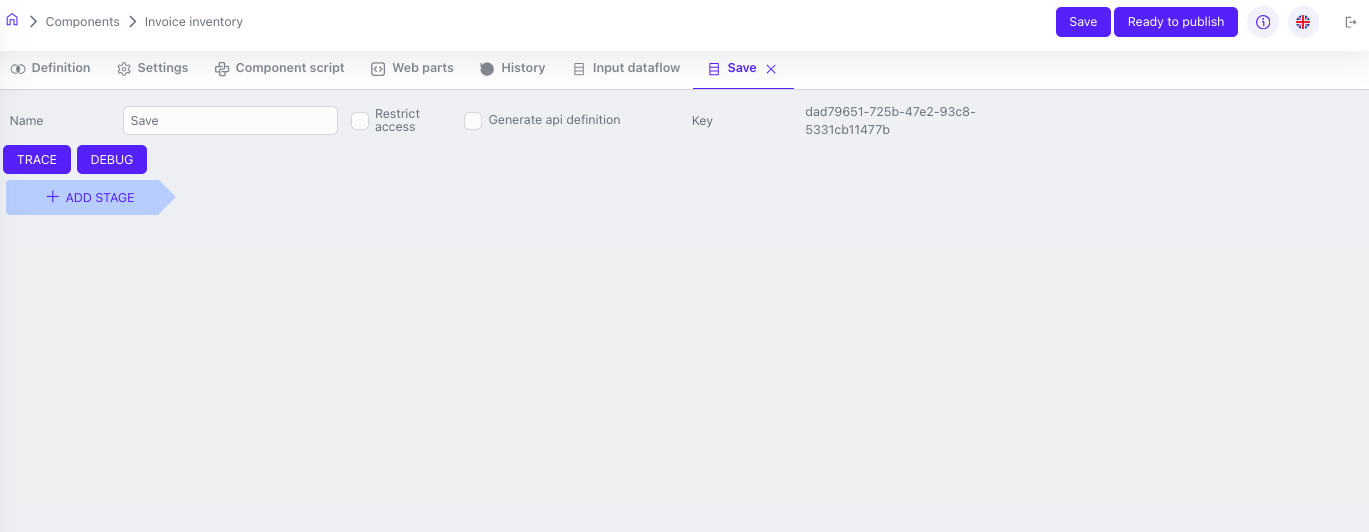 Components
Invoice inventory
Save
Ready to publish
Definition
Settings
Component script
Web parts
History
Input dataflow
Save
Name
Save
Restrict
access
Generate api definition
Key
dad79651-725b-47e2-93c8-
5331cb11477b
TRACE
DEBUG
ADD STAGE